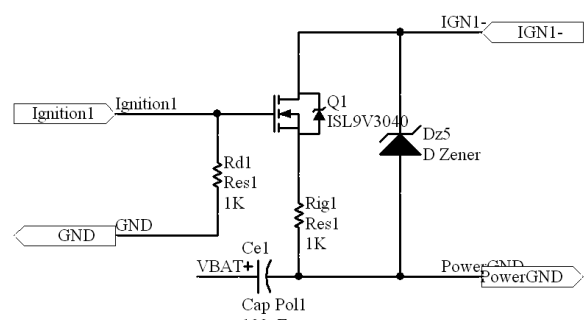 IGN1-
IGN1-
Q1
ISL9V3040
Ignition1
Ignition1
Dz5
D Zener
Rd1
Res1
1K
Rig1
Res1
1K
GND
GND
Ce1
VBAT+
PowerGND
PowerGND
Cap Pol1